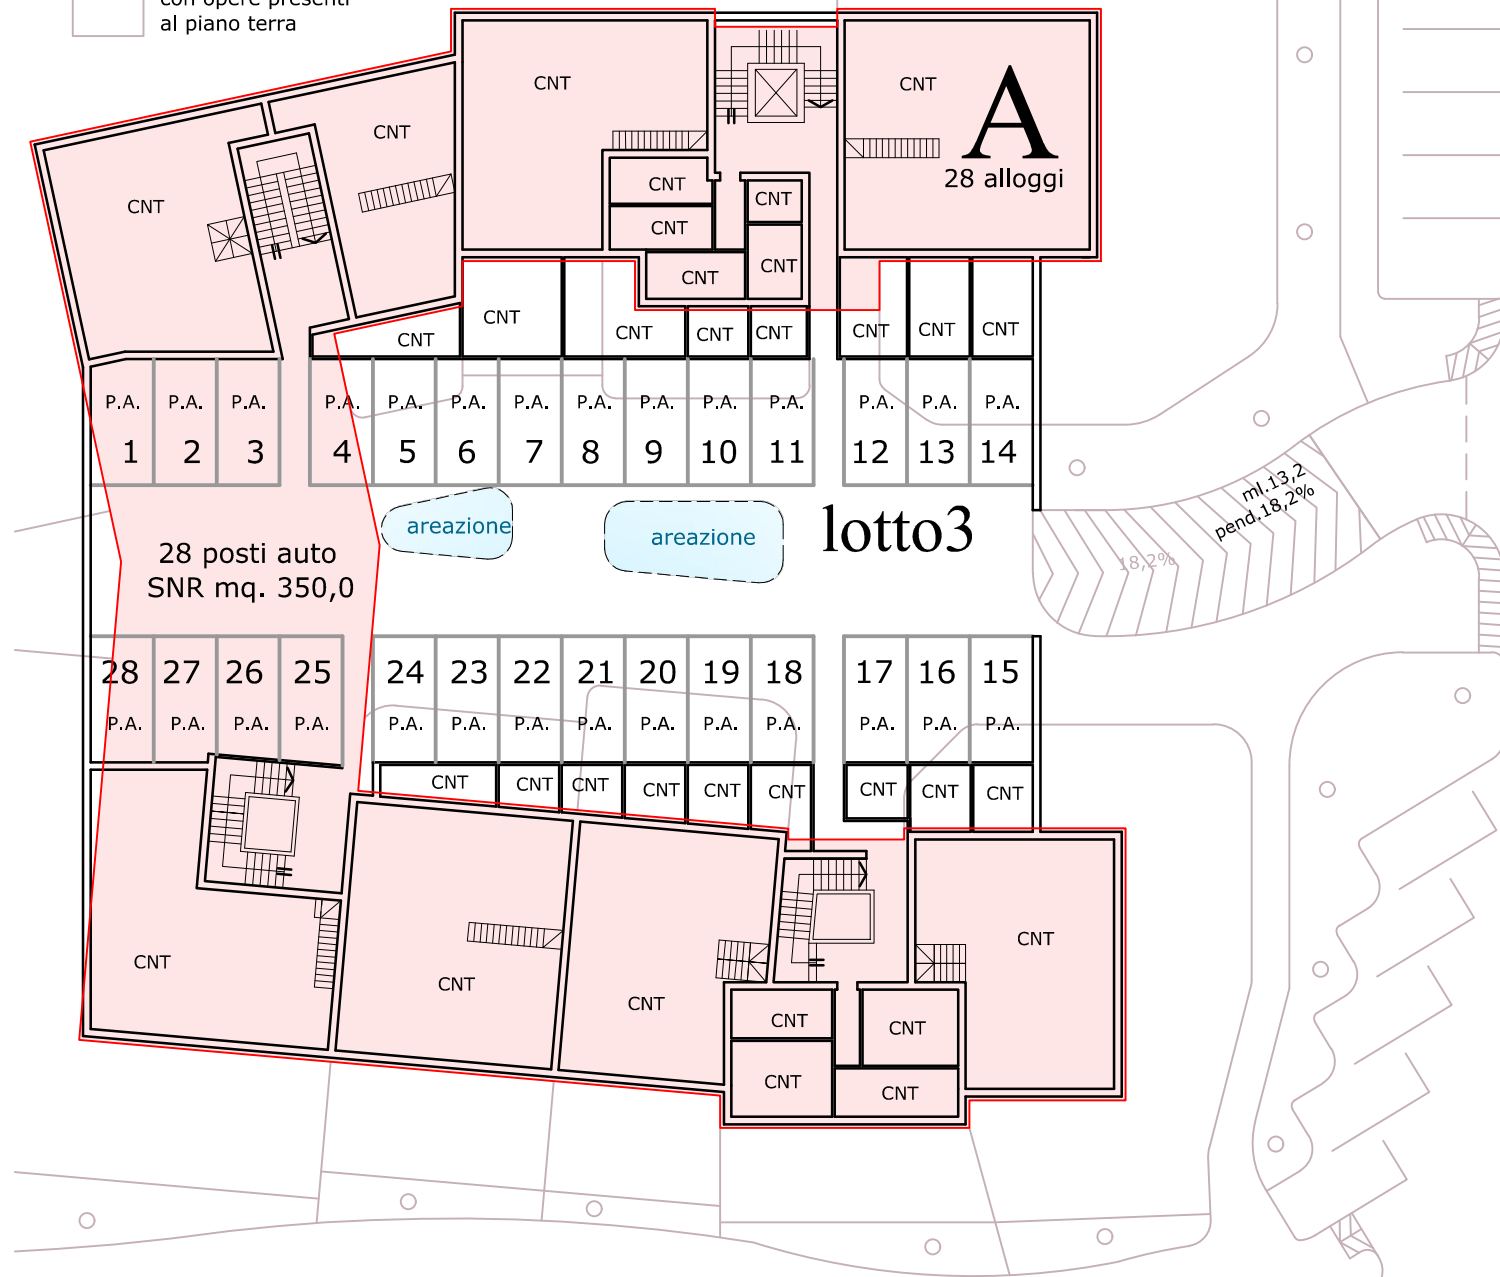 con opere presenti
al piano terra
CNT
CNT
CNT
CNT
A
28 alloggi
CNT
CNT
CNT
CNT
CNT
CNT
CNT
CNT
CNT
CNT
CNT
CNT
CNT
CNT
P.A. P.A. P.A. P.A. P.A. P.A. P.A. P.A. P.A. P.A. P.A. P.A. P.A. P.A.
1 2 3 4 5 6 7 8 9 10 11 12 13 14
ml.13,2
pend.18,2%
18,2%
areazione
areazione
lotto3
28 posti auto
SNR mq. 350,0
28 27 26 25 24 23 22 21 20 19 18 17 16 15
P.A. P.A. P.A. P.A. P.A. P.A. P.A. P.A. P.A. P.A. P.A. P.A. P.A. P.A.
CNT CNT CNT CNT CNT CNT CNT CNT CNT
CNT
CNT
CNT
CNT
CNT
CNT
CNT
CNT
CNT